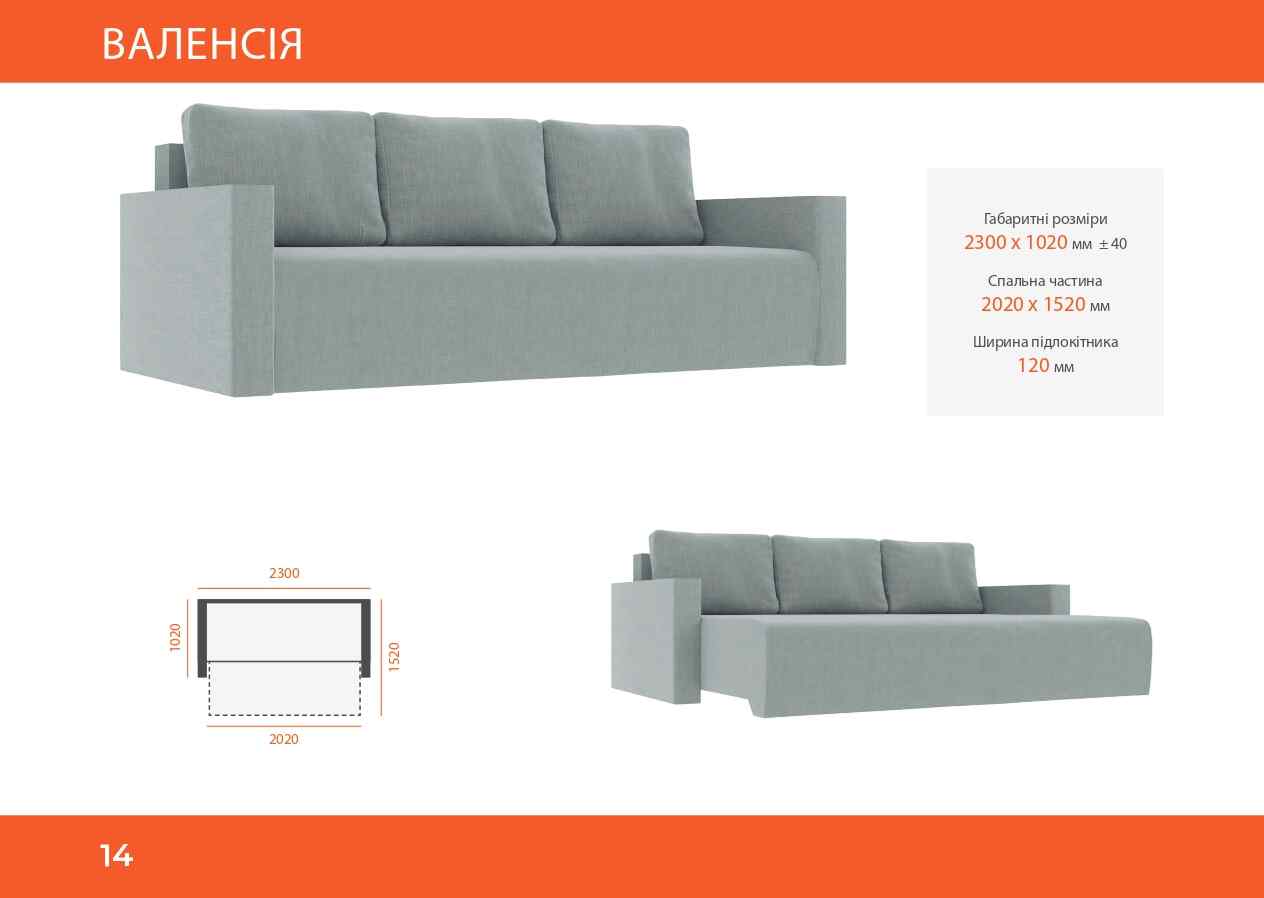 ВАЛЕНСІЯ
Габаритні розміри
2300 x 1020 мм ± 40
Спальна частина
2020 x 1520 мм
Ширина підлокітника
120 мм
2300
1020
1520
2020
14